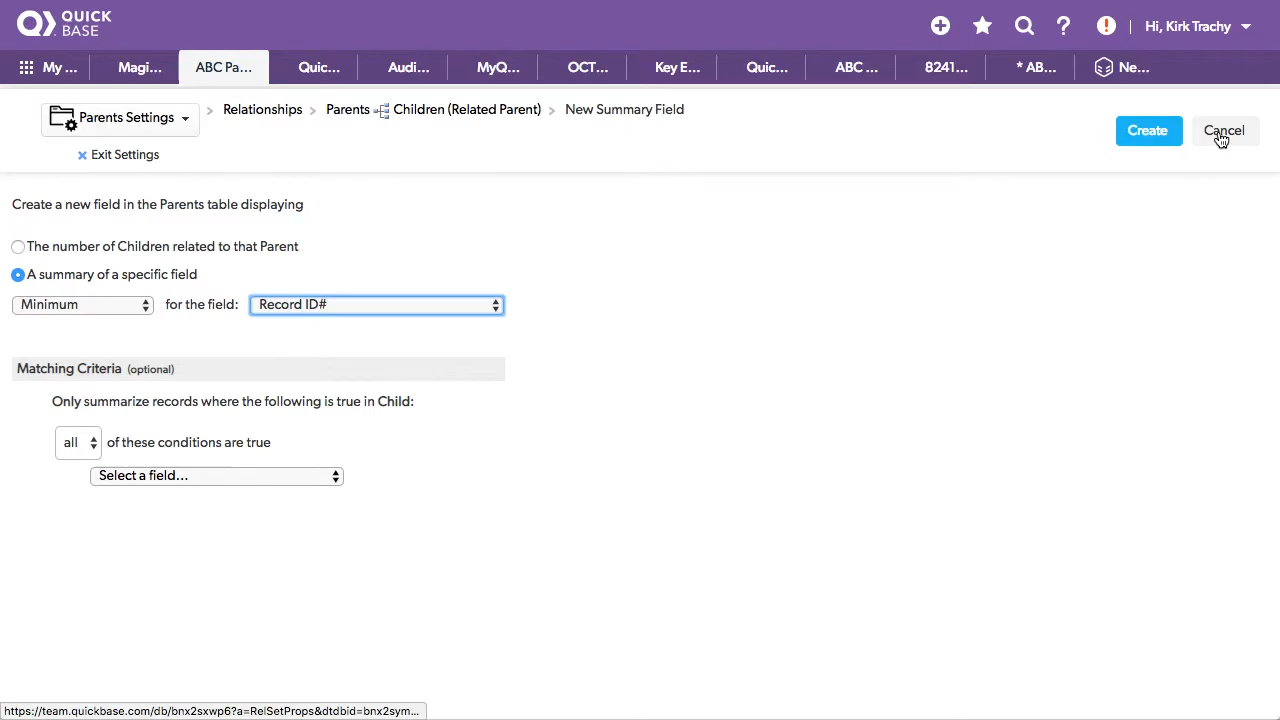 QUICK BASE
Hi, Kirk Trachy
My ...
Magi...
ABC Pa...
Quic...
Audi...
MyQ...
OCT...
Key E...
Quic...
ABC ...
8241...
* AB...
Ne...
Parents Settings
> Relationships > Parents Children (Related Parent) > New Summary Field
Create
Cancel
× Exit Settings
Create a new field in the Parents table displaying
The number of Children related to that Parent
A summary of a specific field
Minimum for the field: Record ID#
Matching Criteria (optional)
Only summarize records where the following is true in Child:
all of these conditions are true
Select a field...
https://team.quickbase.com/db/bnx2sxwp6?a=RelSetProps&dtdbid=bnx2sym...